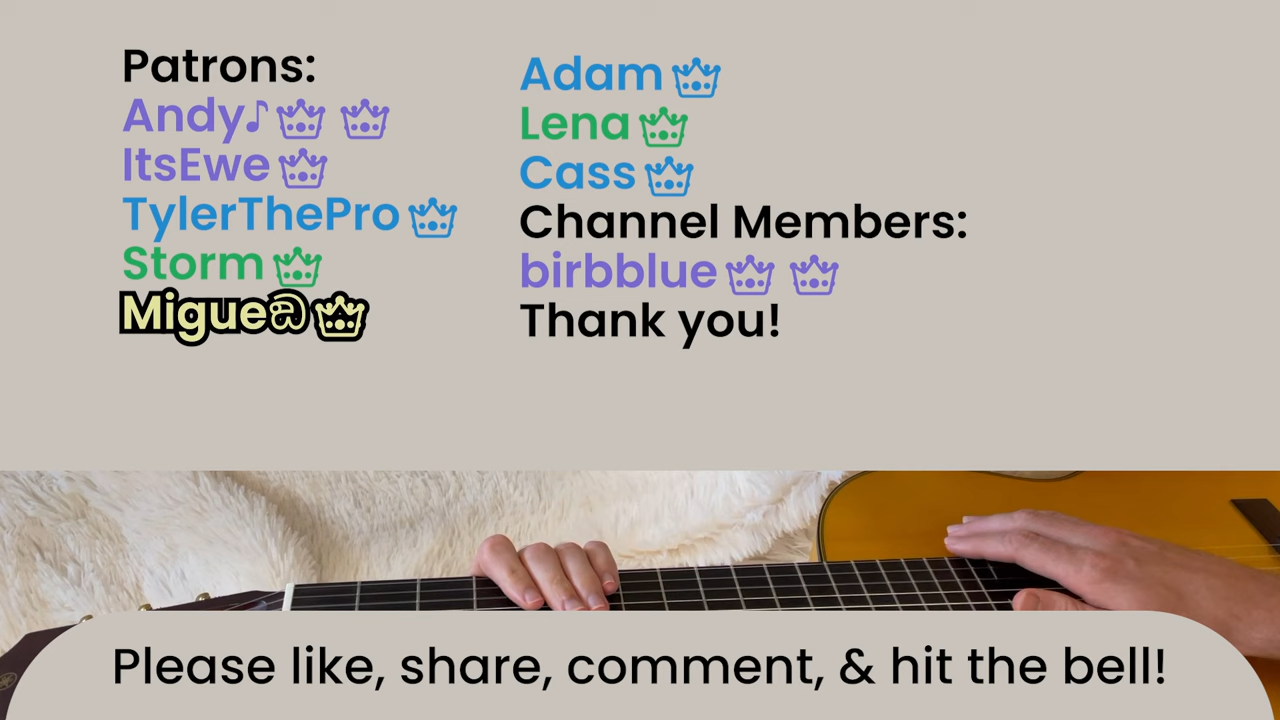 Patrons:
Andy♪
ItsEwe
TylerThePro
Storm
Migueඩ
Adam
Lena
Cass
Channel Members:
birbblue
Thank you!
Please like, share, comment, & hit the bell!